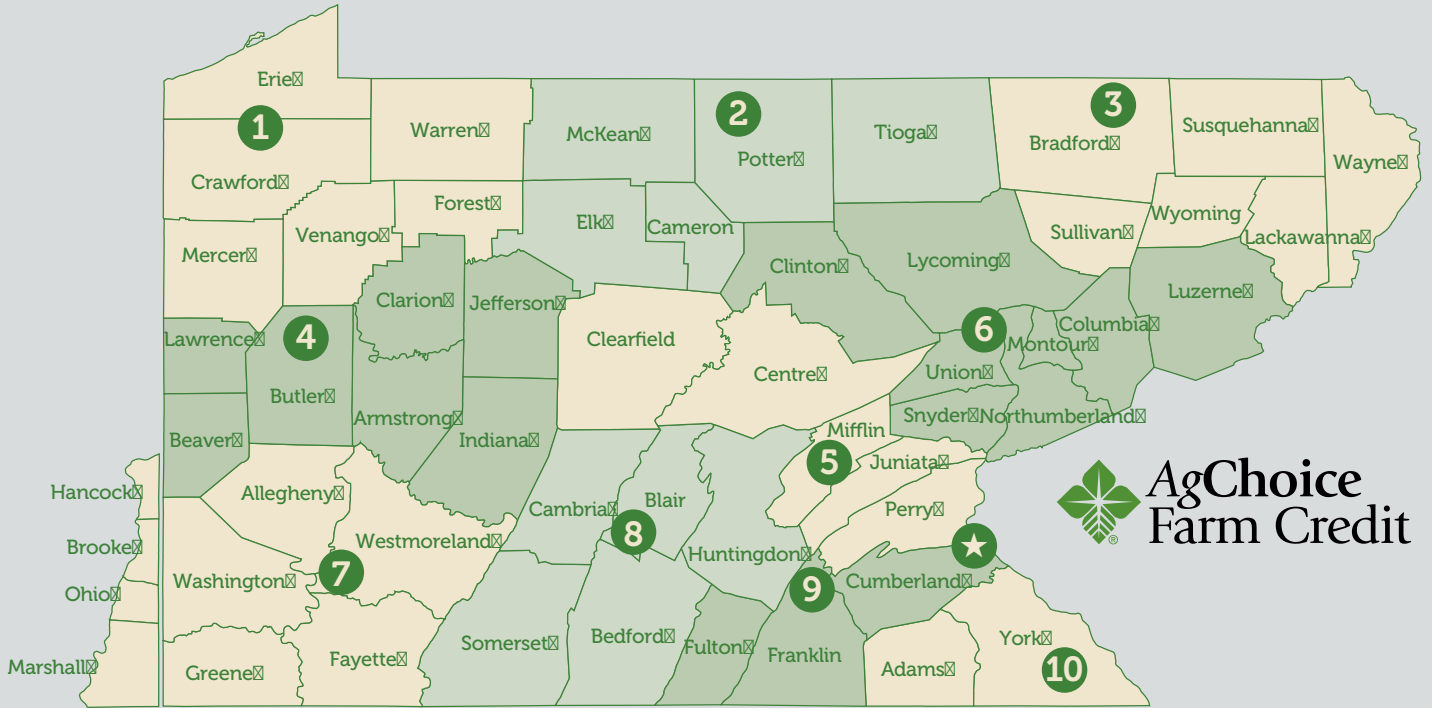 Erie
1
Crawford
Warren
McKean
2
Potter
Tioga
3
Bradford
Susquehanna
Wayne
Mercer
Venango
Forest
Elk
Cameron
Clinton
Lycoming
Sullivan
Wyoming
Lackawanna
Luzerne
Lawrence
4
Butler
Clarion
Jefferson
Clearfield
Centre
6
Union
Montour
Columbia
Snyder
Northumberland
Beaver
Armstrong
Indiana
Mifflin
5
Juniata
Perry
Hancock
Brooke
Ohio
Marshall
Allegheny
Washington
7
Westmoreland
Greene
Fayette
Cambria
8
Blair
Huntingdon
9
Cumberland
Somerset
Bedford
Fulton
Franklin
Adams
York
10
AgChoice
Farm Credit
®